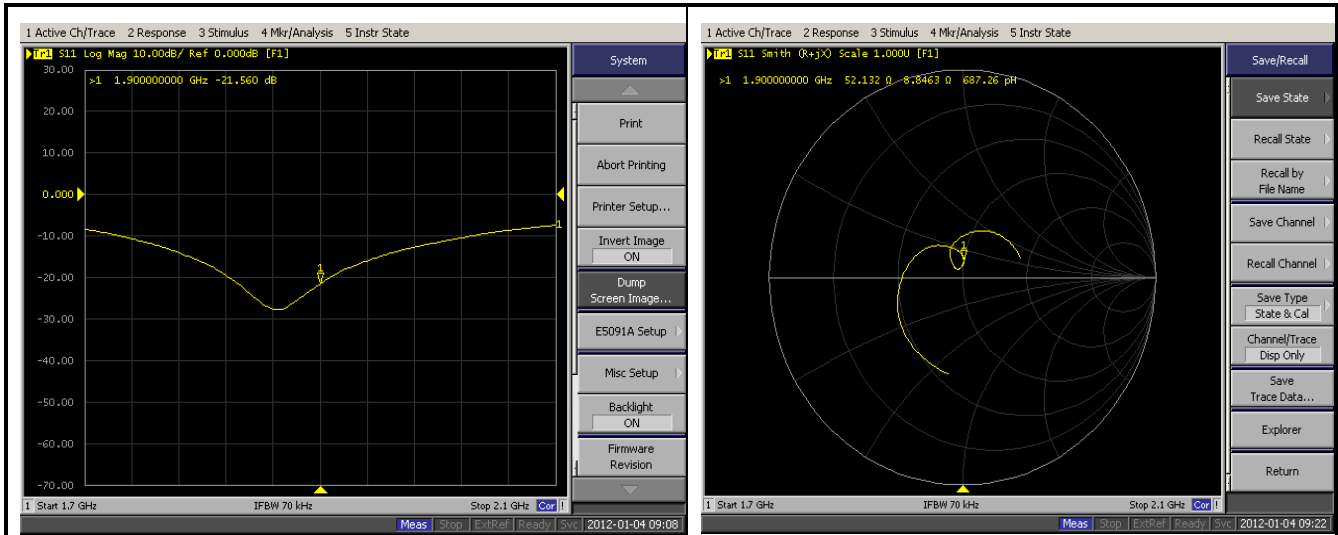 1 Active Ch/Trace 2 Response 3 Stimulus 4 Mkr/Analysis 5 Instr State
Tr1 S11 Log Mag 10.00dB/ Ref 0.000dB [F1]
>1 1.900000000 GHz -21.560 dB
30.00
20.00
10.00
0.000
-10.00
-20.00
-30.00
-40.00
-50.00
-60.00
-70.00
1
1
1 Start 1.7 GHz IFBW 70 kHz Stop 2.1 GHz Cor !
System
Print
Abort Printing
Printer Setup...
Invert Image
ON
Dump
Screen Image...
E5091A Setup
Misc Setup
Backlight
ON
Firmware
Revision
Meas Stop ExtRef Ready Svc 2012-01-04 09:08
1 Active Ch/Trace 2 Response 3 Stimulus 4 Mkr/Analysis 5 Instr State
Tr1 S11 Smith (R+jX) Scale 1.000U [F1]
>1 1.900000000 GHz 52.132 Ω 8.8463 Ω 687.26 pH
1
1 Start 1.7 GHz IFBW 70 kHz Stop 2.1 GHz Cor !
Save/Recall
Save State
Recall State
Recall by
File Name
Save Channel
Recall Channel
Save Type
State & Cal
Channel/Trace
Disp Only
Save
Trace Data...
Explorer
Return
Meas Stop ExtRef Ready Svc 2012-01-04 09:22